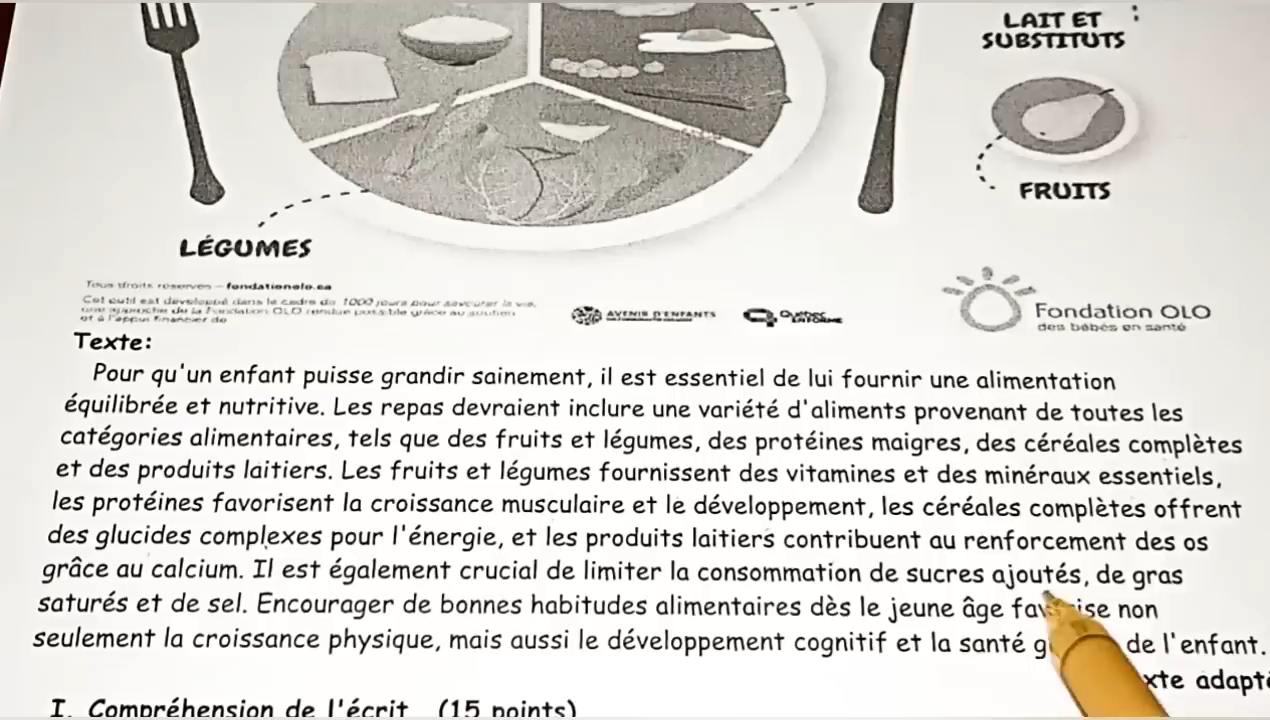 LAIT ET
SUBSTITUTS
FRUITS
LÉGUMES
Tous droits réservés – fondationolo.ca
Cet outil est développé dans le cadre du 1000 jours pour savourer la vie,
une approche de la Fondation OLO rendue possible grâce au soutien
et à l'appui financier de
AVENIR D'ENFANTS
QUÉBEC
EN FORME
Fondation OLO
des bébés en santé
Texte:
Pour qu'un enfant puisse grandir sainement, il est essentiel de lui fournir une alimentation
équilibrée et nutritive. Les repas devraient inclure une variété d'aliments provenant de toutes les
catégories alimentaires, tels que des fruits et légumes, des protéines maigres, des céréales complètes
et des produits laitiers. Les fruits et légumes fournissent des vitamines et des minéraux essentiels,
les protéines favorisent la croissance musculaire et le développement, les céréales complètes offrent
des glucides complexes pour l'énergie, et les produits laitiers contribuent au renforcement des os
grâce au calcium. Il est également crucial de limiter la consommation de sucres ajoutés, de gras
saturés et de sel. Encourager de bonnes habitudes alimentaires dès le jeune âge non
seulement la croissance physique, mais aussi le développement cognitif et la santé de l'enfant.
I. Compréhension de l'écrit (15 points)